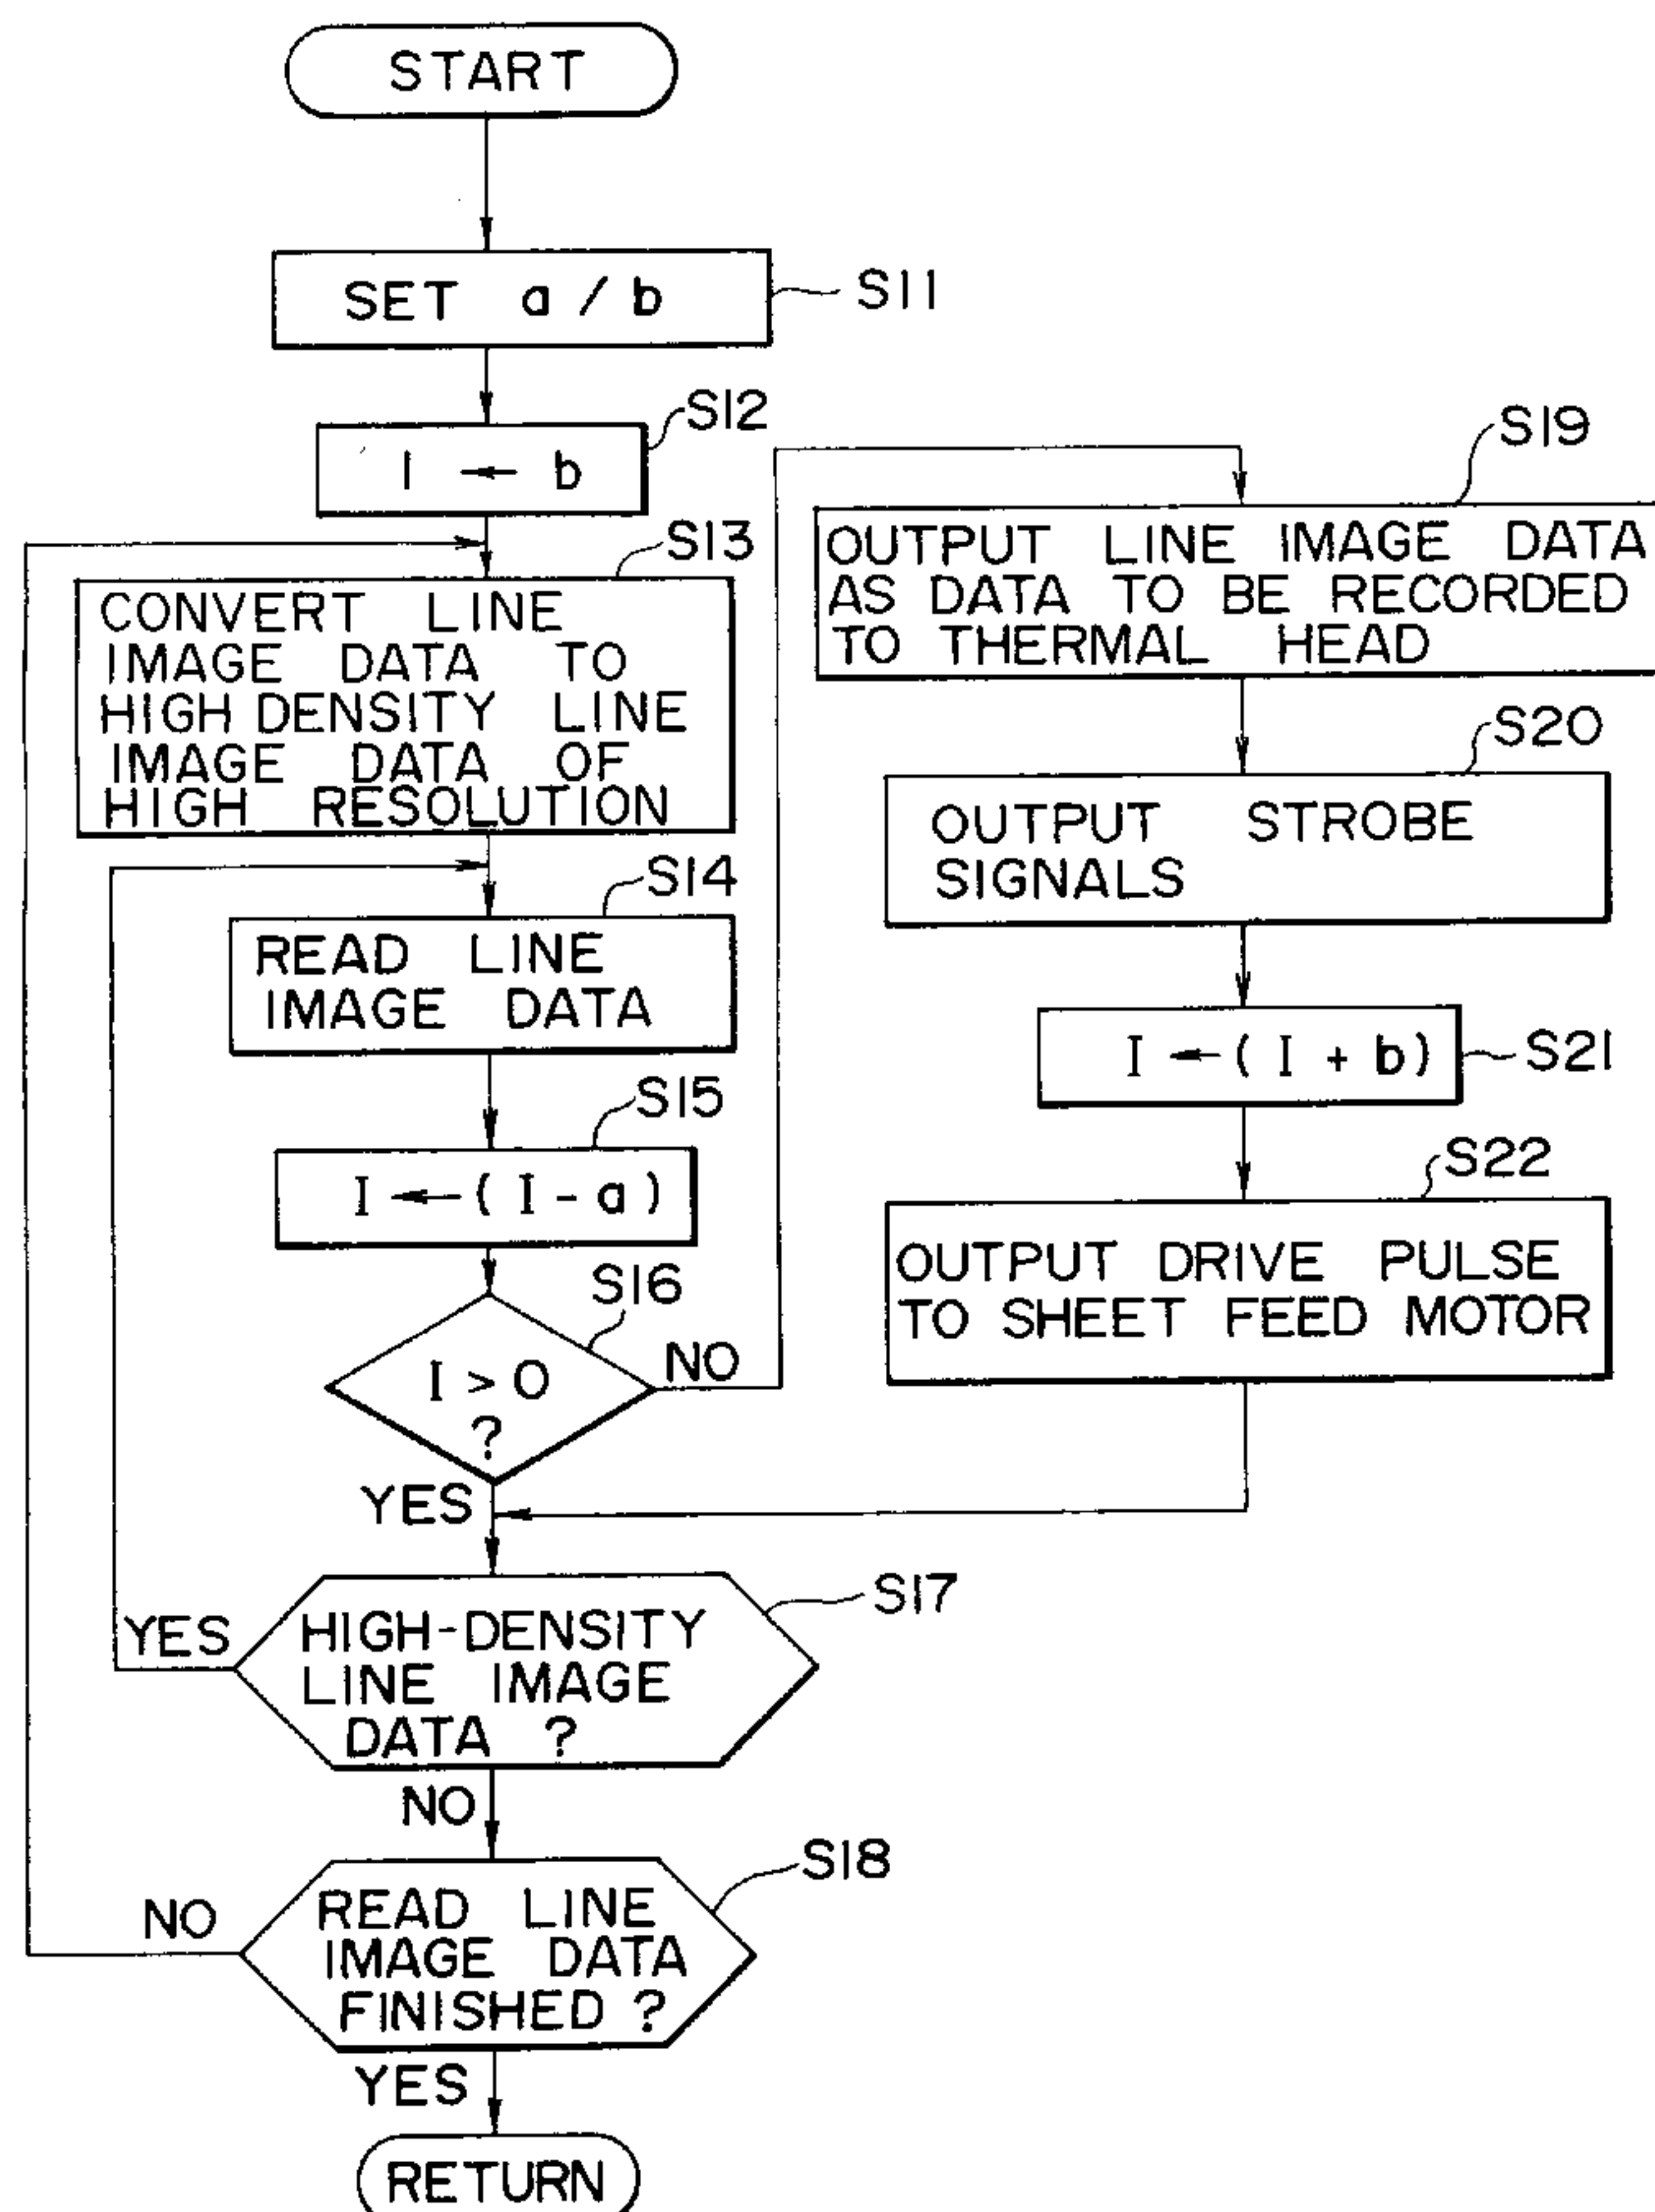 START
SET a / b
S11
S12
I ← b
S13
CONVERT LINE
IMAGE DATA TO
HIGH DENSITY LINE
IMAGE DATA OF
HIGH RESOLUTION
S14
READ LINE
IMAGE DATA
S15
I ← ( I - a )
S16
I > 0
?
NO
YES
S17
HIGH-DENSITY
LINE IMAGE
DATA ?
YES
NO
S18
READ LINE
IMAGE DATA
FINISHED ?
NO
YES
RETURN
S19
OUTPUT LINE IMAGE DATA
AS DATA TO BE RECORDED
TO THERMAL HEAD
S20
OUTPUT STROBE
SIGNALS
I ← ( I + b )
S21
S22
OUTPUT DRIVE PULSE
TO SHEET FEED MOTOR